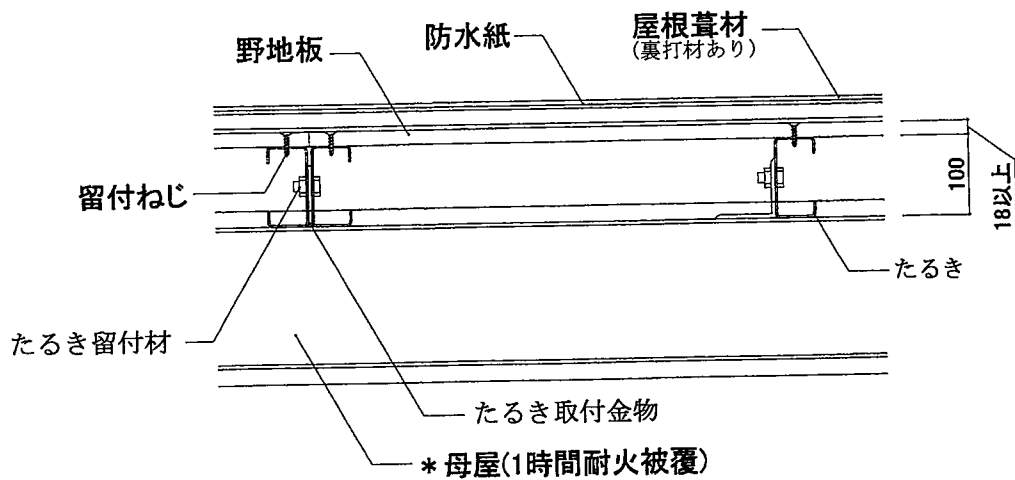 屋根葺材
(裏打材あり)
防水紙
野地板
留付ねじ
100
18以上
たるき
たるき留付材
たるき取付金物
*母屋(1時間耐火被覆)